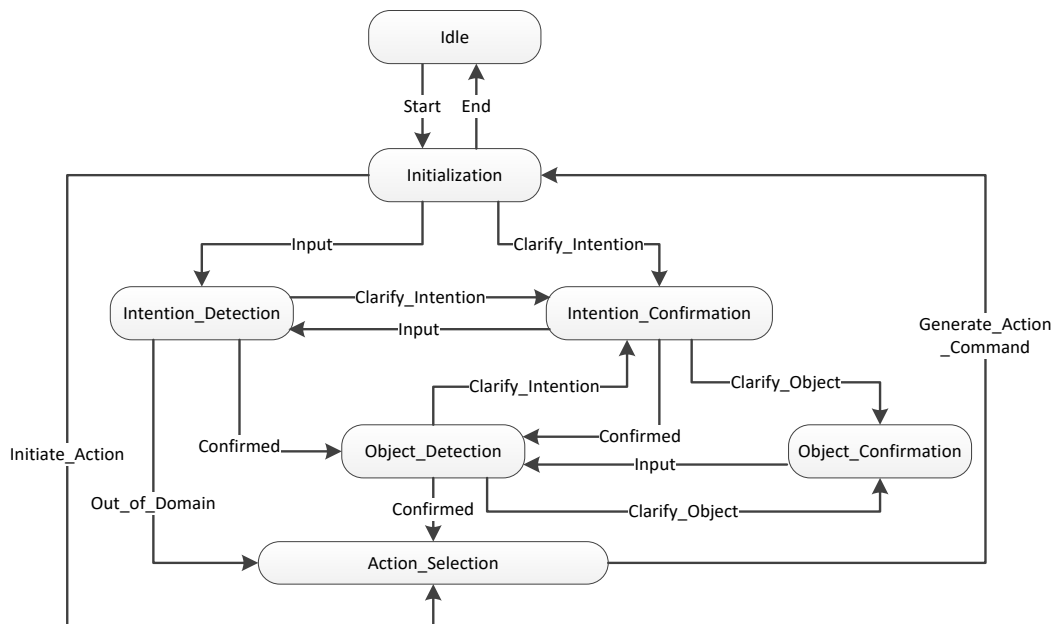 Idle
Start
End
Initialization
Input
Clarify_Intention
Intention_Detection
Clarify_Intention
Intention_Confirmation
Input
Generate_Action
_Command
Clarify_Intention
Clarify_Object
Initiate_Action
Confirmed
Object_Detection
Confirmed
Object_Confirmation
Input
Out_of_Domain
Confirmed
Clarify_Object
Action_Selection